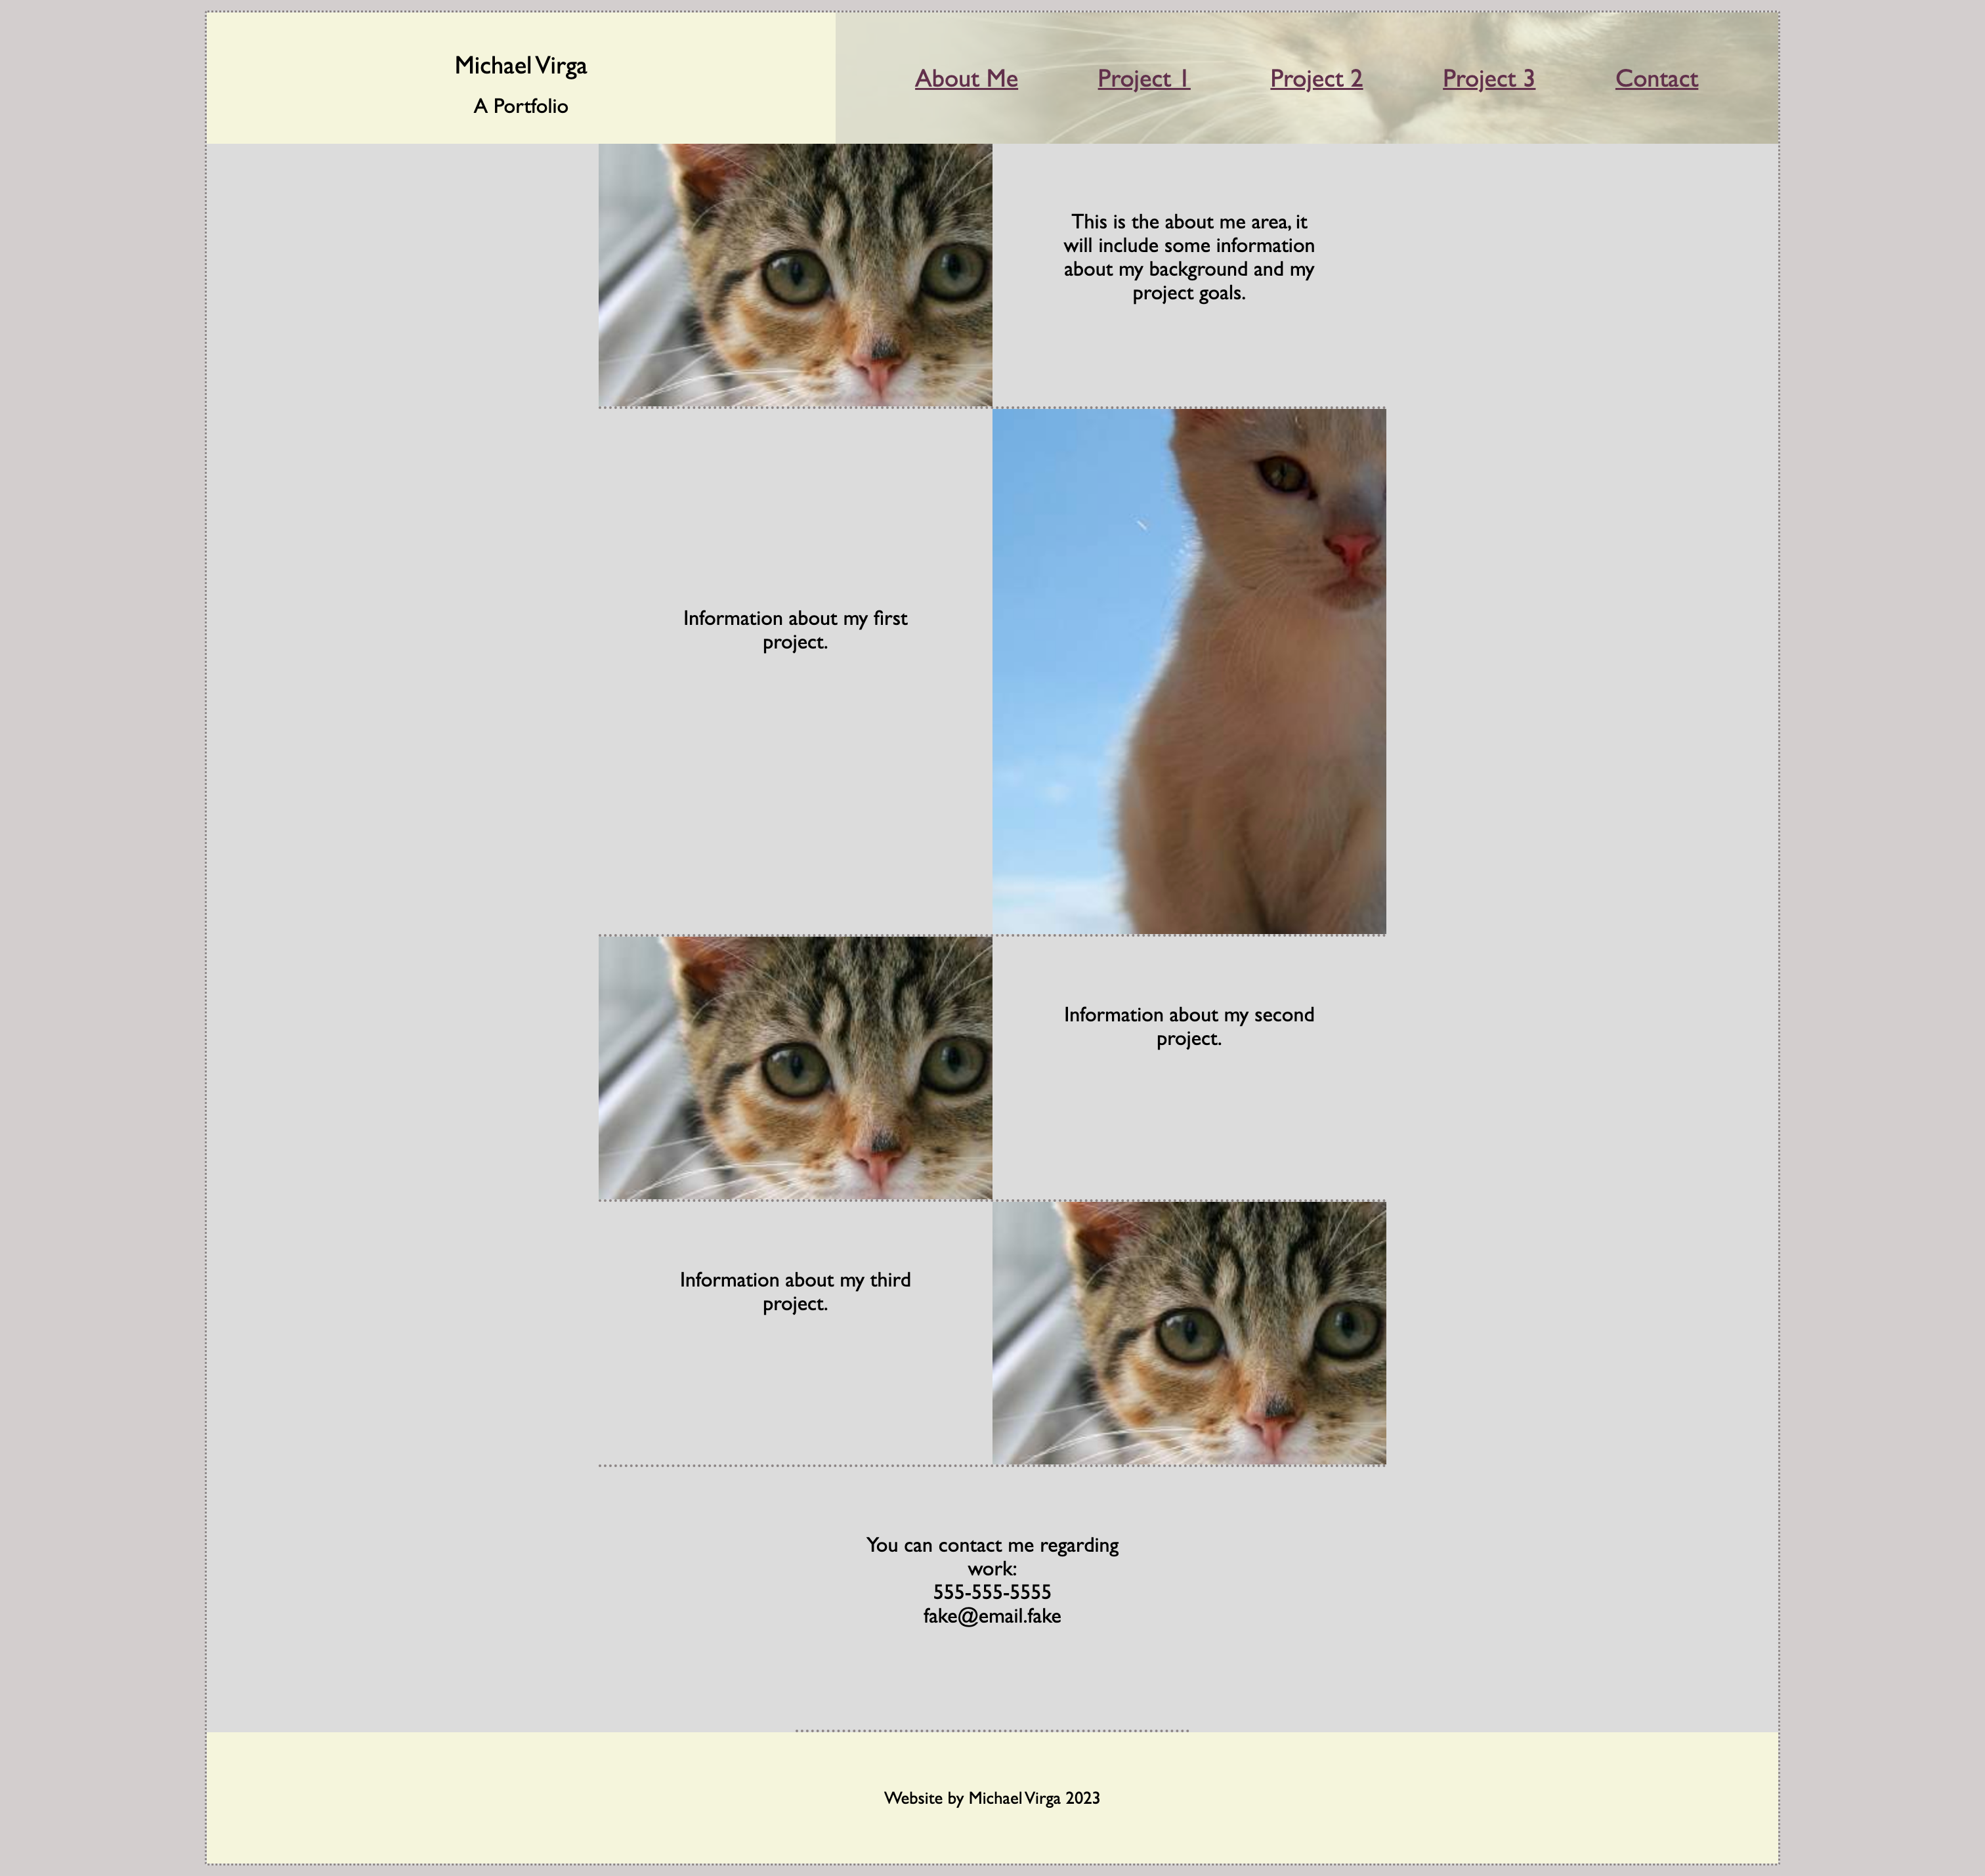 Michael Virga
A Portfolio
About Me Project 1 Project 2 Project 3 Contact
This is the about me area, it
will include some information
about my background and my
project goals.
Information about my first
project.
Information about my second
project.
Information about my third
project.
You can contact me regarding
work:
555-555-5555
fake@email.fake
Website by Michael Virga 2023